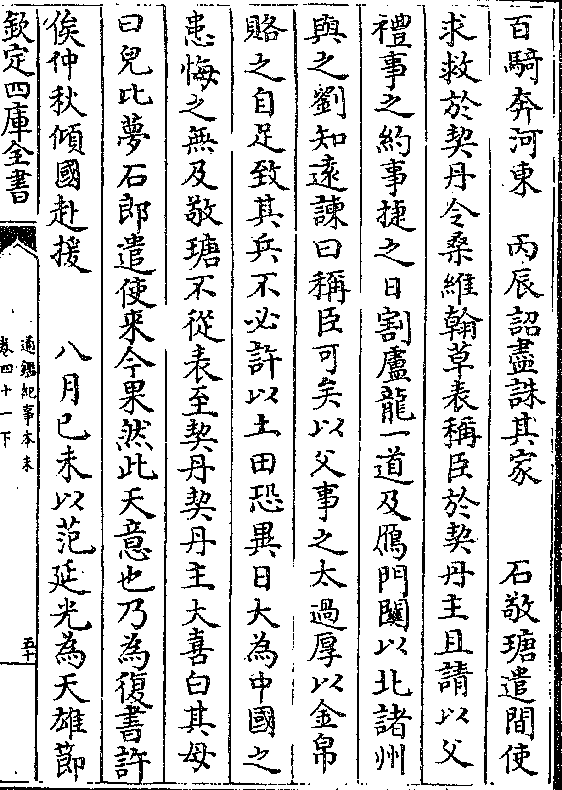 百騎奔河東　丙辰詔盡誅其家　　石敬瑭遣間使
求救於契丹令桑維翰草表稱臣於契丹主且請以父
禮事之約事捷之日割盧龍一道及鴈門關以北諸州
與之劉知遠諫曰稱臣可矣以父事之太過厚以金帛
賂之自足致其兵不必許以土田恐異日大為中國之
患悔之無及敬瑭不從表至契丹契丹主大喜白其母
曰兒比夢石郎遣使來今果然此天意也乃為復書許
俟仲秋傾國赴援　　八月已未以范延光為天雄節
欽定四庫全書
通鑑紀事本末
卷四十一下
五十